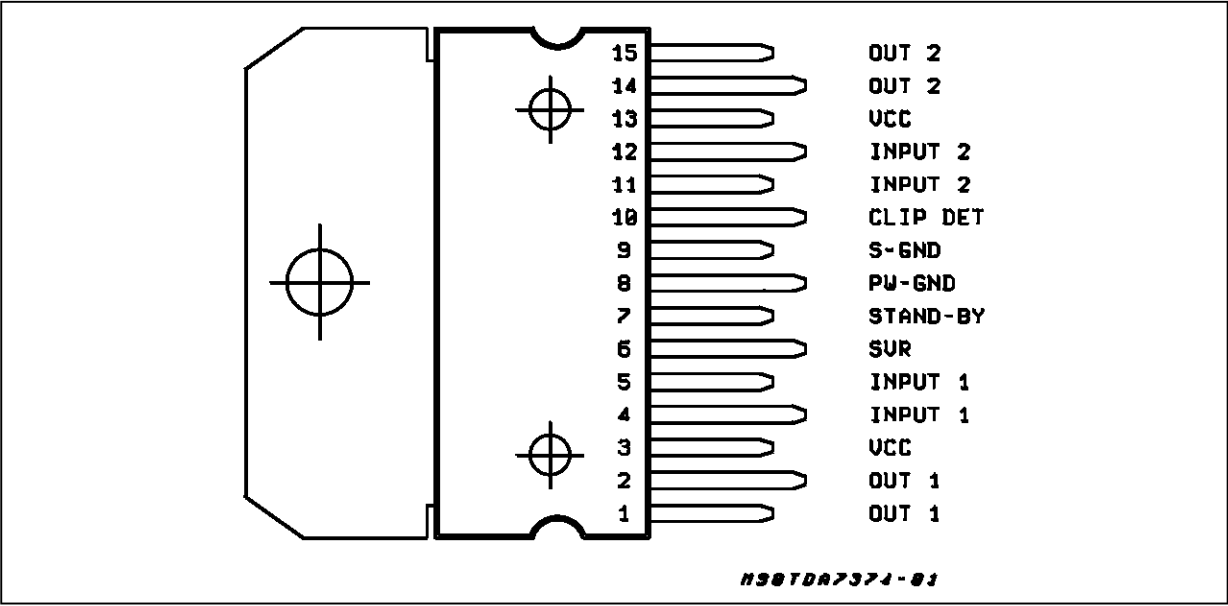 15 OUT 2
14 OUT 2
13 VCC
12 INPUT 2
11 INPUT 2
10 CLIP DET
9 S-GND
8 PW-GND
7 STAND-BY
6 SVR
5 INPUT 1
4 INPUT 1
3 VCC
2 OUT 1
1 OUT 1
M90TDA7374-01